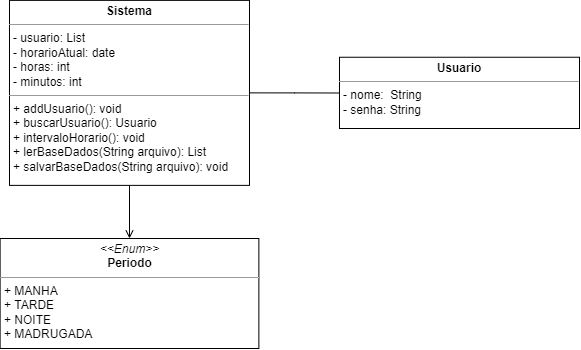 Sistema
- usuario: List
- horarioAtual: date
- horas: int
- minutos: int
+ addUsuario(): void
+ buscarUsuario(): Usuario
+ intervaloHorario(): void
+ lerBaseDados(String arquivo): List
+ salvarBaseDados(String arquivo): void
Usuario
- nome:  String
- senha: String
<<Enum>>
Periodo
+ MANHA
+ TARDE
+ NOITE
+ MADRUGADA